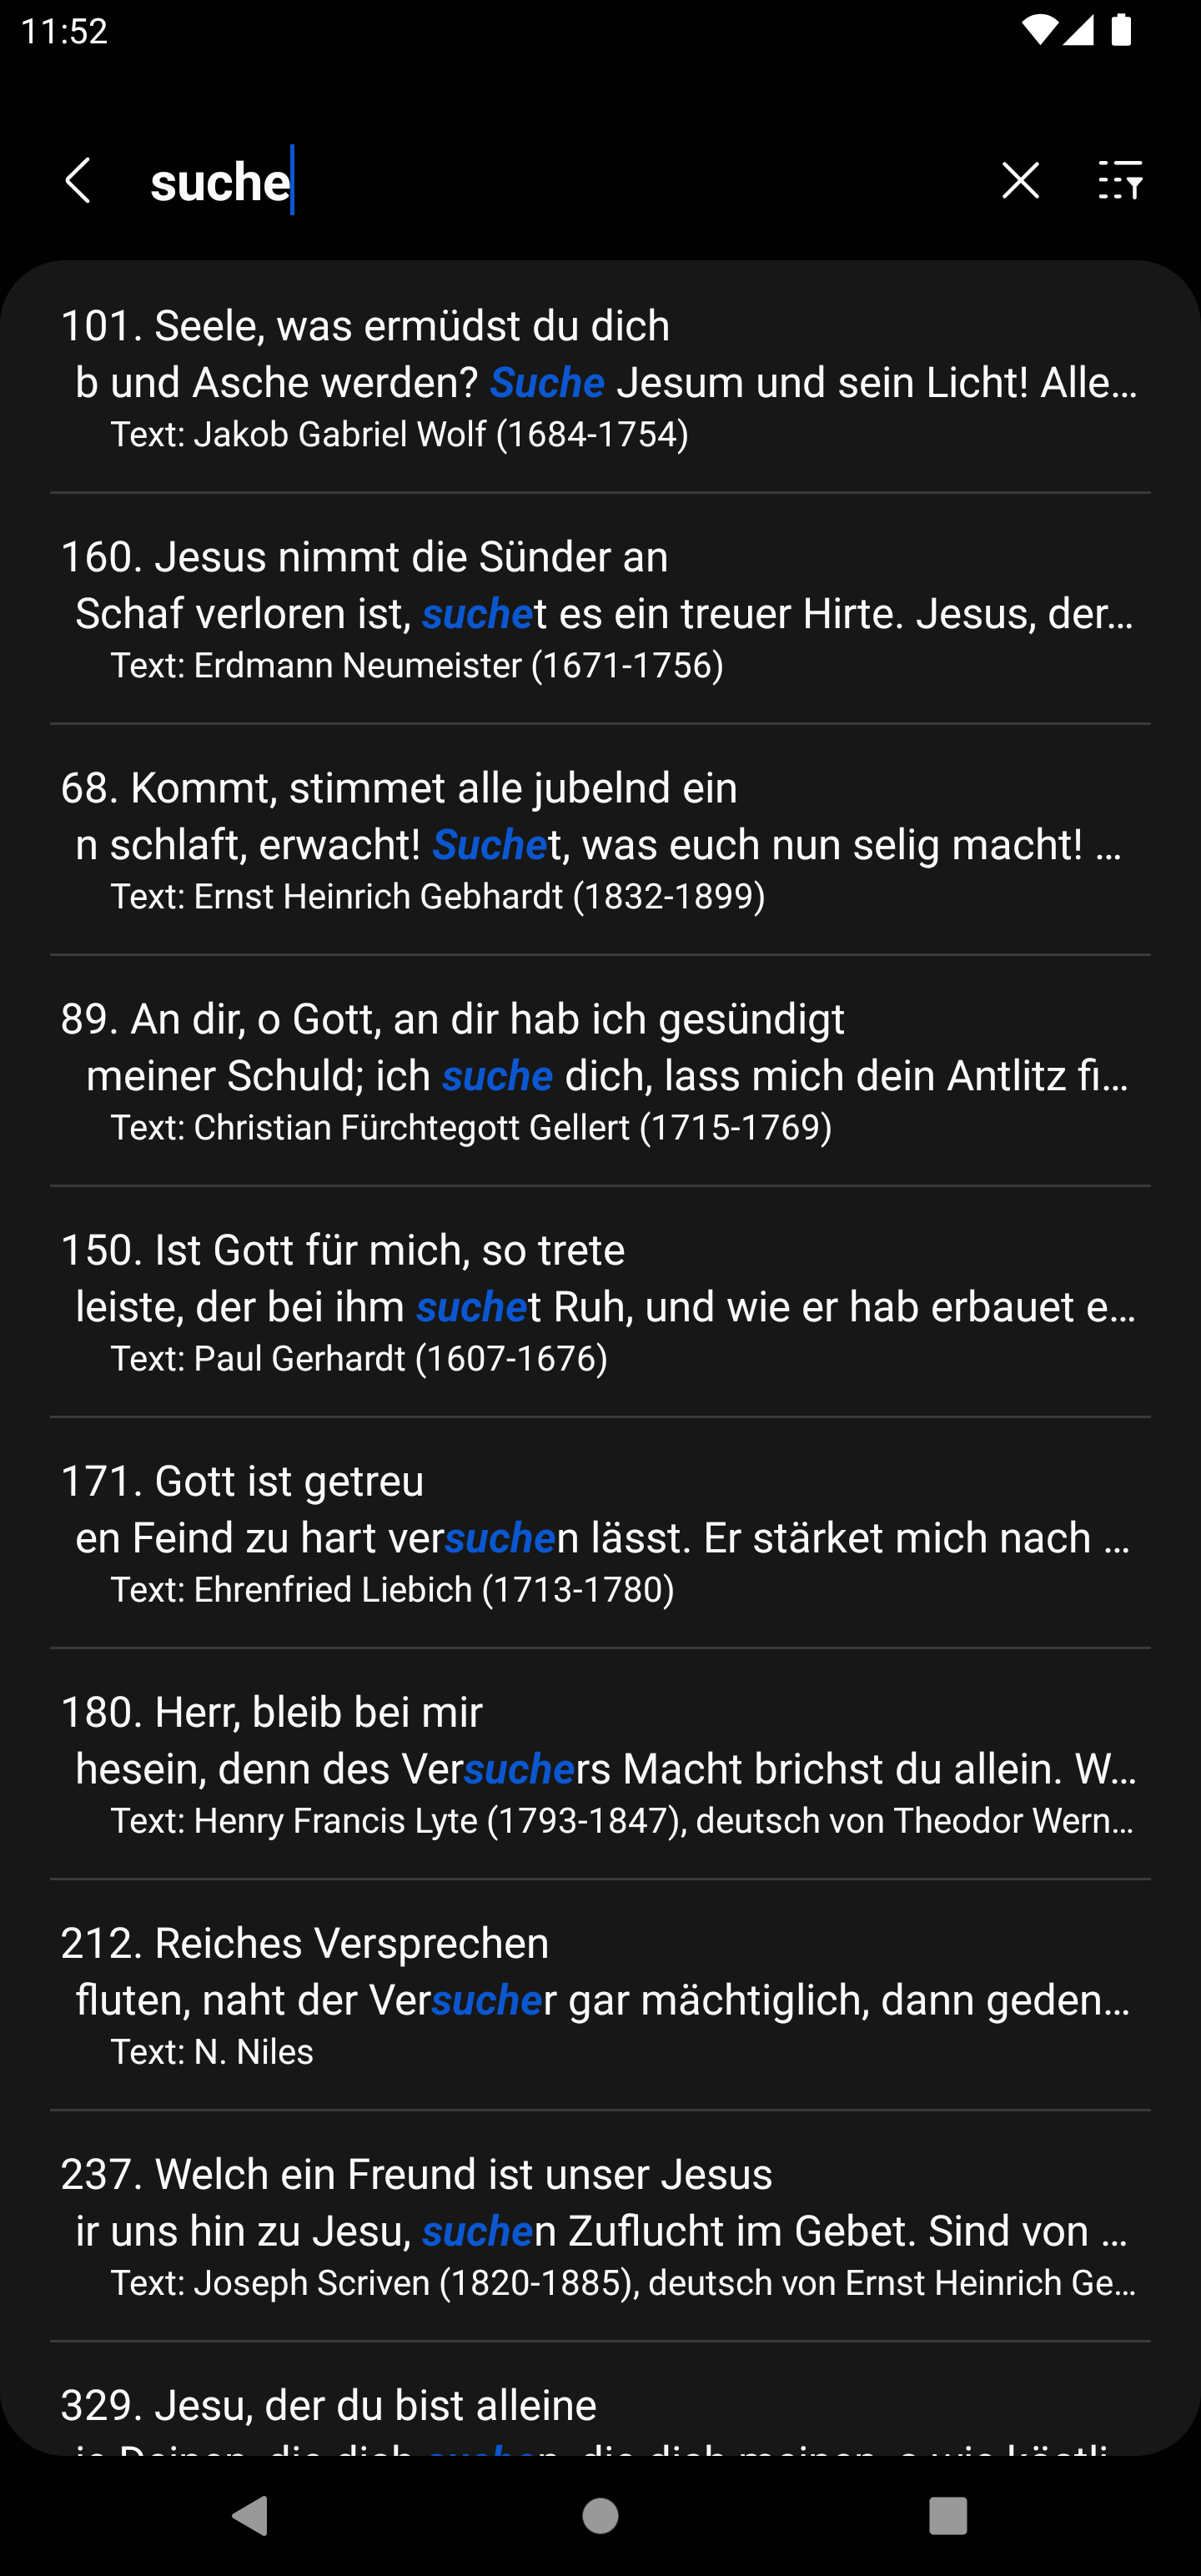 11:52
suche
101. Seele, was ermüdst du dich
b und Asche werden? Suche Jesum und sein Licht! Alle...
Text: Jakob Gabriel Wolf (1684-1754)
160. Jesus nimmt die Sünder an
Schaf verloren ist, suchet es ein treuer Hirte. Jesus, der...
Text: Erdmann Neumeister (1671-1756)
68. Kommt, stimmet alle jubelnd ein
n schlaft, erwacht! Suchet, was euch nun selig macht! ...
Text: Ernst Heinrich Gebhardt (1832-1899)
89. An dir, o Gott, an dir hab ich gesündigt
meiner Schuld; ich suche dich, lass mich dein Antlitz fi...
Text: Christian Fürchtegott Gellert (1715-1769)
150. Ist Gott für mich, so trete
leiste, der bei ihm suchet Ruh, und wie er hab erbauet e...
Text: Paul Gerhardt (1607-1676)
171. Gott ist getreu
en Feind zu hart versuchen lässt. Er stärket mich nach ...
Text: Ehrenfried Liebich (1713-1780)
180. Herr, bleib bei mir
hesein, denn des Versuchers Macht brichst du allein. W...
Text: Henry Francis Lyte (1793-1847), deutsch von Theodor Wern...
212. Reiches Versprechen
fluten, naht der Versucher gar mächtiglich, dann geden...
Text: N. Niles
237. Welch ein Freund ist unser Jesus
ir uns hin zu Jesu, suchen Zuflucht im Gebet. Sind von ...
Text: Joseph Scriven (1820-1885), deutsch von Ernst Heinrich Ge...
329. Jesu, der du bist alleine
ie Deinen, die dich suchen, die dich meinen, o wie köstli...